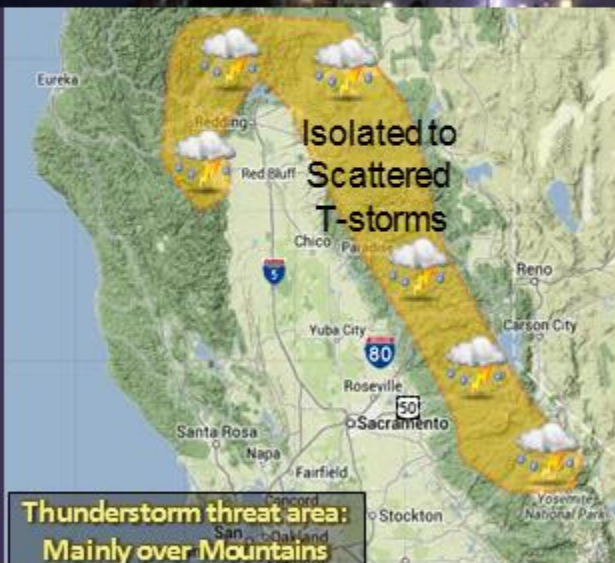 Eureka
Redding
Isolated to
Scattered
T-storms
Red Bluff
Chico
Paradise
5
Reno
Yuba City
80
Carson City
Roseville
50
Sacramento
Santa Rosa
Napa
Fairfield
Concord
Stockton
Yosemite
National Park
San
Oakland
Thunderstorm threat area:
Mainly over Mountains